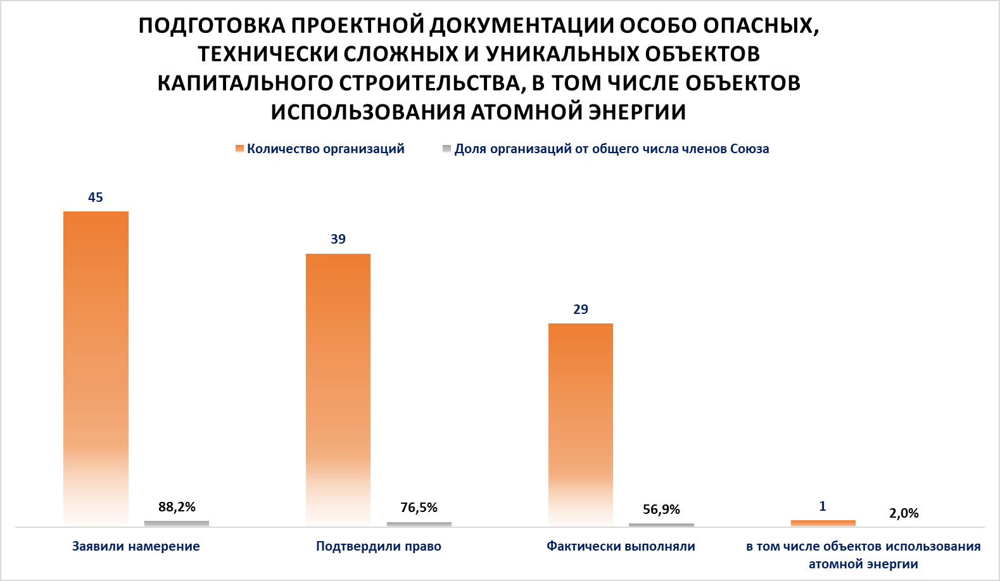 ПОДГОТОВКА ПРОЕКТНОЙ ДОКУМЕНТАЦИИ ОСОБО ОПАСНЫХ,
ТЕХНИЧЕСКИ СЛОЖНЫХ И УНИКАЛЬНЫХ ОБЪЕКТОВ
КАПИТАЛЬНОГО СТРОИТЕЛЬСТВА, В ТОМ ЧИСЛЕ ОБЪЕКТОВ
ИСПОЛЬЗОВАНИЯ АТОМНОЙ ЭНЕРГИИ
Количество организаций
Доля организаций от общего числа членов Союза
45
39
29
88,2%
76,5%
56,9%
1
2,0%
Заявили намерение
Подтвердили право
Фактически выполняли
в том числе объектов использования
атомной энергии